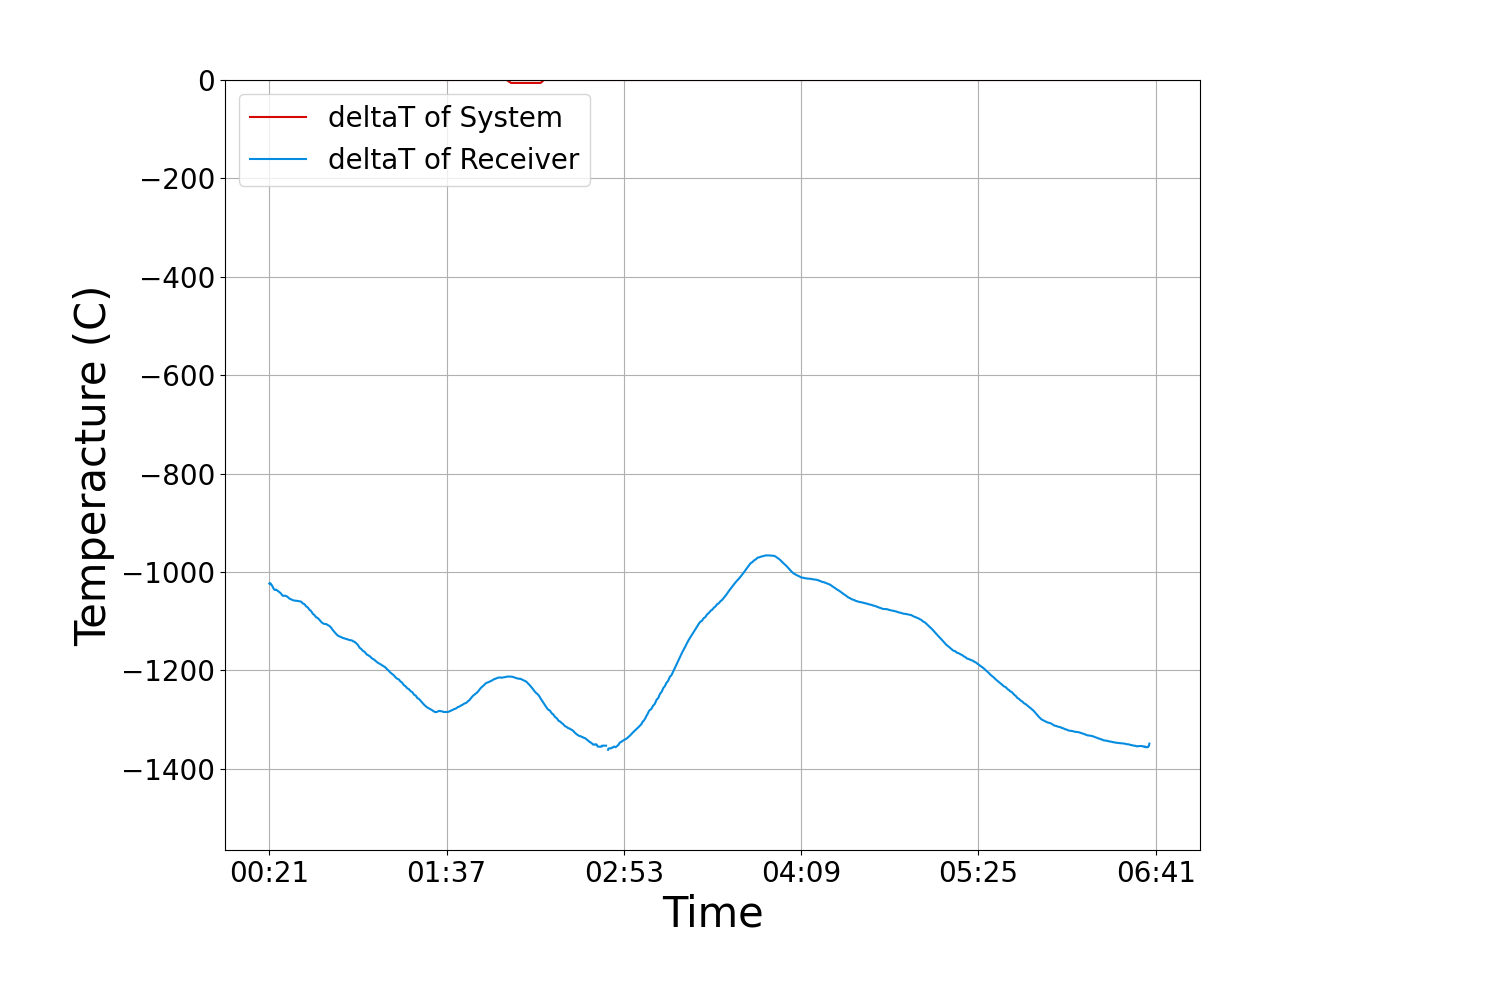 deltaT of System
deltaT of Receiver
Temperacture (C)
0
−200
−400
−600
−800
−1000
−1200
−1400
00:21 01:37 02:53 04:09 05:25 06:41
Time